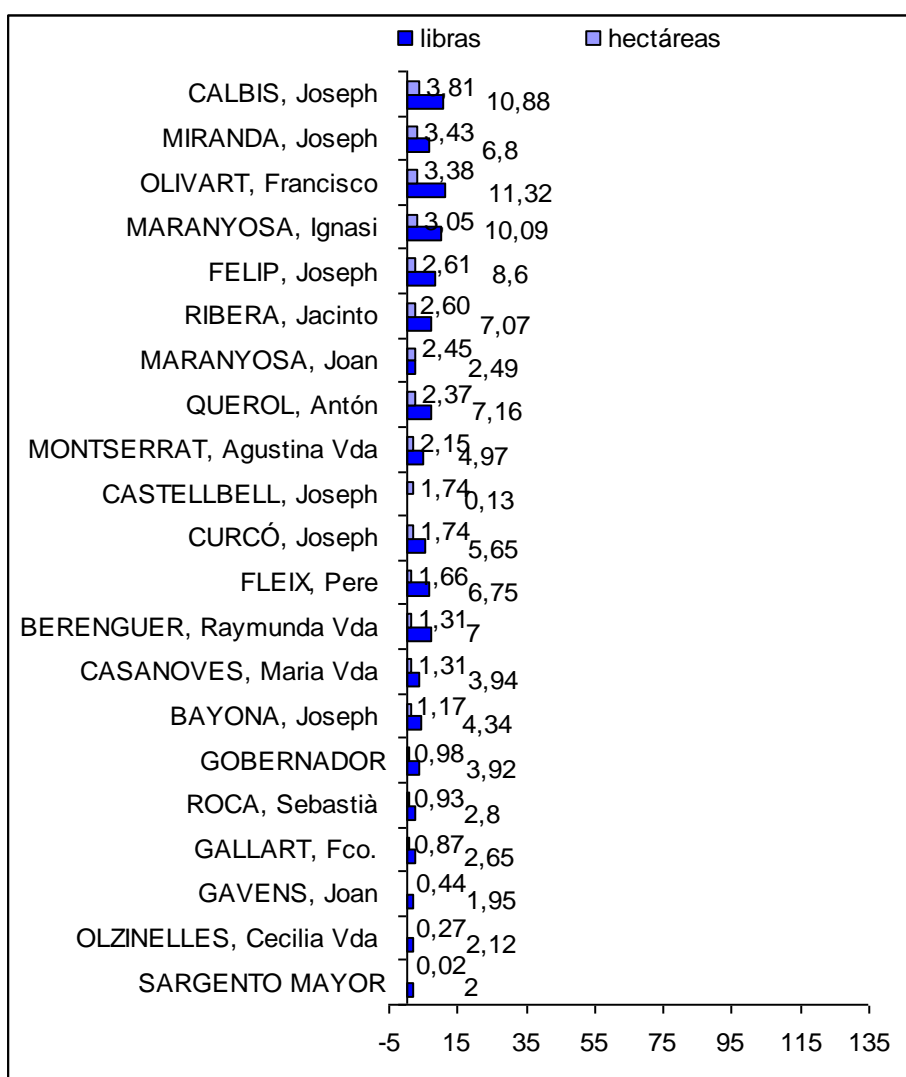 libras hectáreas
CALBIS, Joseph 3,81 10,88
MIRANDA, Joseph 3,43 6,8
OLIVART, Francisco 3,38 11,32
MARANYOSA, Ignasi 3,05 10,09
FELIP, Joseph 2,61 8,6
RIBERA, Jacinto 2,60 7,07
MARANYOSA, Joan 2,45 2,49
QUEROL, Antón 2,37 7,16
MONTSERRAT, Agustina Vda 2,15 4,97
CASTELLBELL, Joseph 1,74 0,13
CURCÓ, Joseph 1,74 5,65
FLEIX, Pere 1,66 6,75
BERENGUER, Raymunda Vda 1,31 7
CASANOVES, Maria Vda 1,31 3,94
BAYONA, Joseph 1,17 4,34
GOBERNADOR 0,98 3,92
ROCA, Sebastià 0,93 2,8
GALLART, Fco. 0,87 2,65
GAVENS, Joan 0,44 1,95
OLZINELLES, Cecilia Vda 0,27 2,12
SARGENTO MAYOR 0,02 2
-5 15 35 55 75 95 115 135